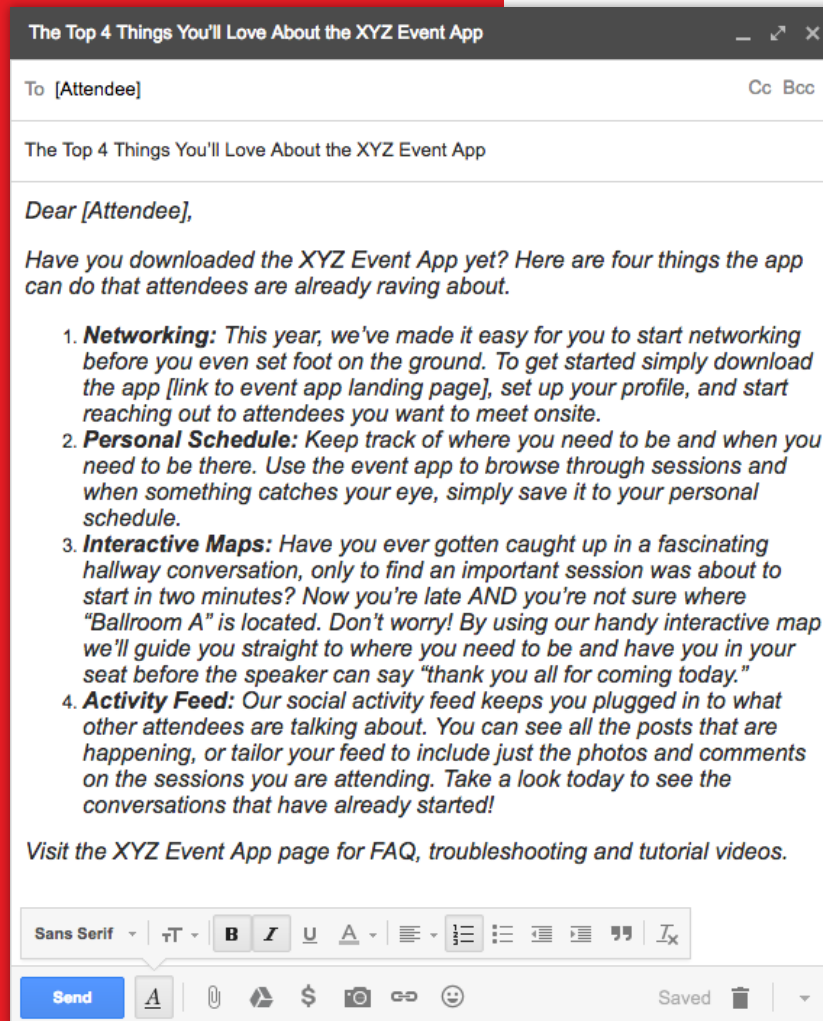 The Top 4 Things You'll Love About the XYZ Event App
To [Attendee] Cc Bcc
The Top 4 Things You'll Love About the XYZ Event App
Dear [Attendee],
Have you downloaded the XYZ Event App yet? Here are four things the app
can do that attendees are already raving about.
1. Networking: This year, we've made it easy for you to start networking
before you even set foot on the ground. To get started simply download
the app [link to event app landing page], set up your profile, and start
reaching out to attendees you want to meet onsite.
2. Personal Schedule: Keep track of where you need to be and when you
need to be there. Use the event app to browse through sessions and
when something catches your eye, simply save it to your personal
schedule.
3. Interactive Maps: Have you ever gotten caught up in a fascinating
hallway conversation, only to find an important session was about to
start in two minutes? Now you're late AND you're not sure where
“Ballroom A” is located. Don't worry! By using our handy interactive map
we'll guide you straight to where you need to be and have you in your
seat before the speaker can say “thank you all for coming today.”
4. Activity Feed: Our social activity feed keeps you plugged in to what
other attendees are talking about. You can see all the posts that are
happening, or tailor your feed to include just the photos and comments
on the sessions you are attending. Take a look today to see the
conversations that have already started!
Visit the XYZ Event App page for FAQ, troubleshooting and tutorial videos.
Sans Serif TT B I U A
Send A $ Saved